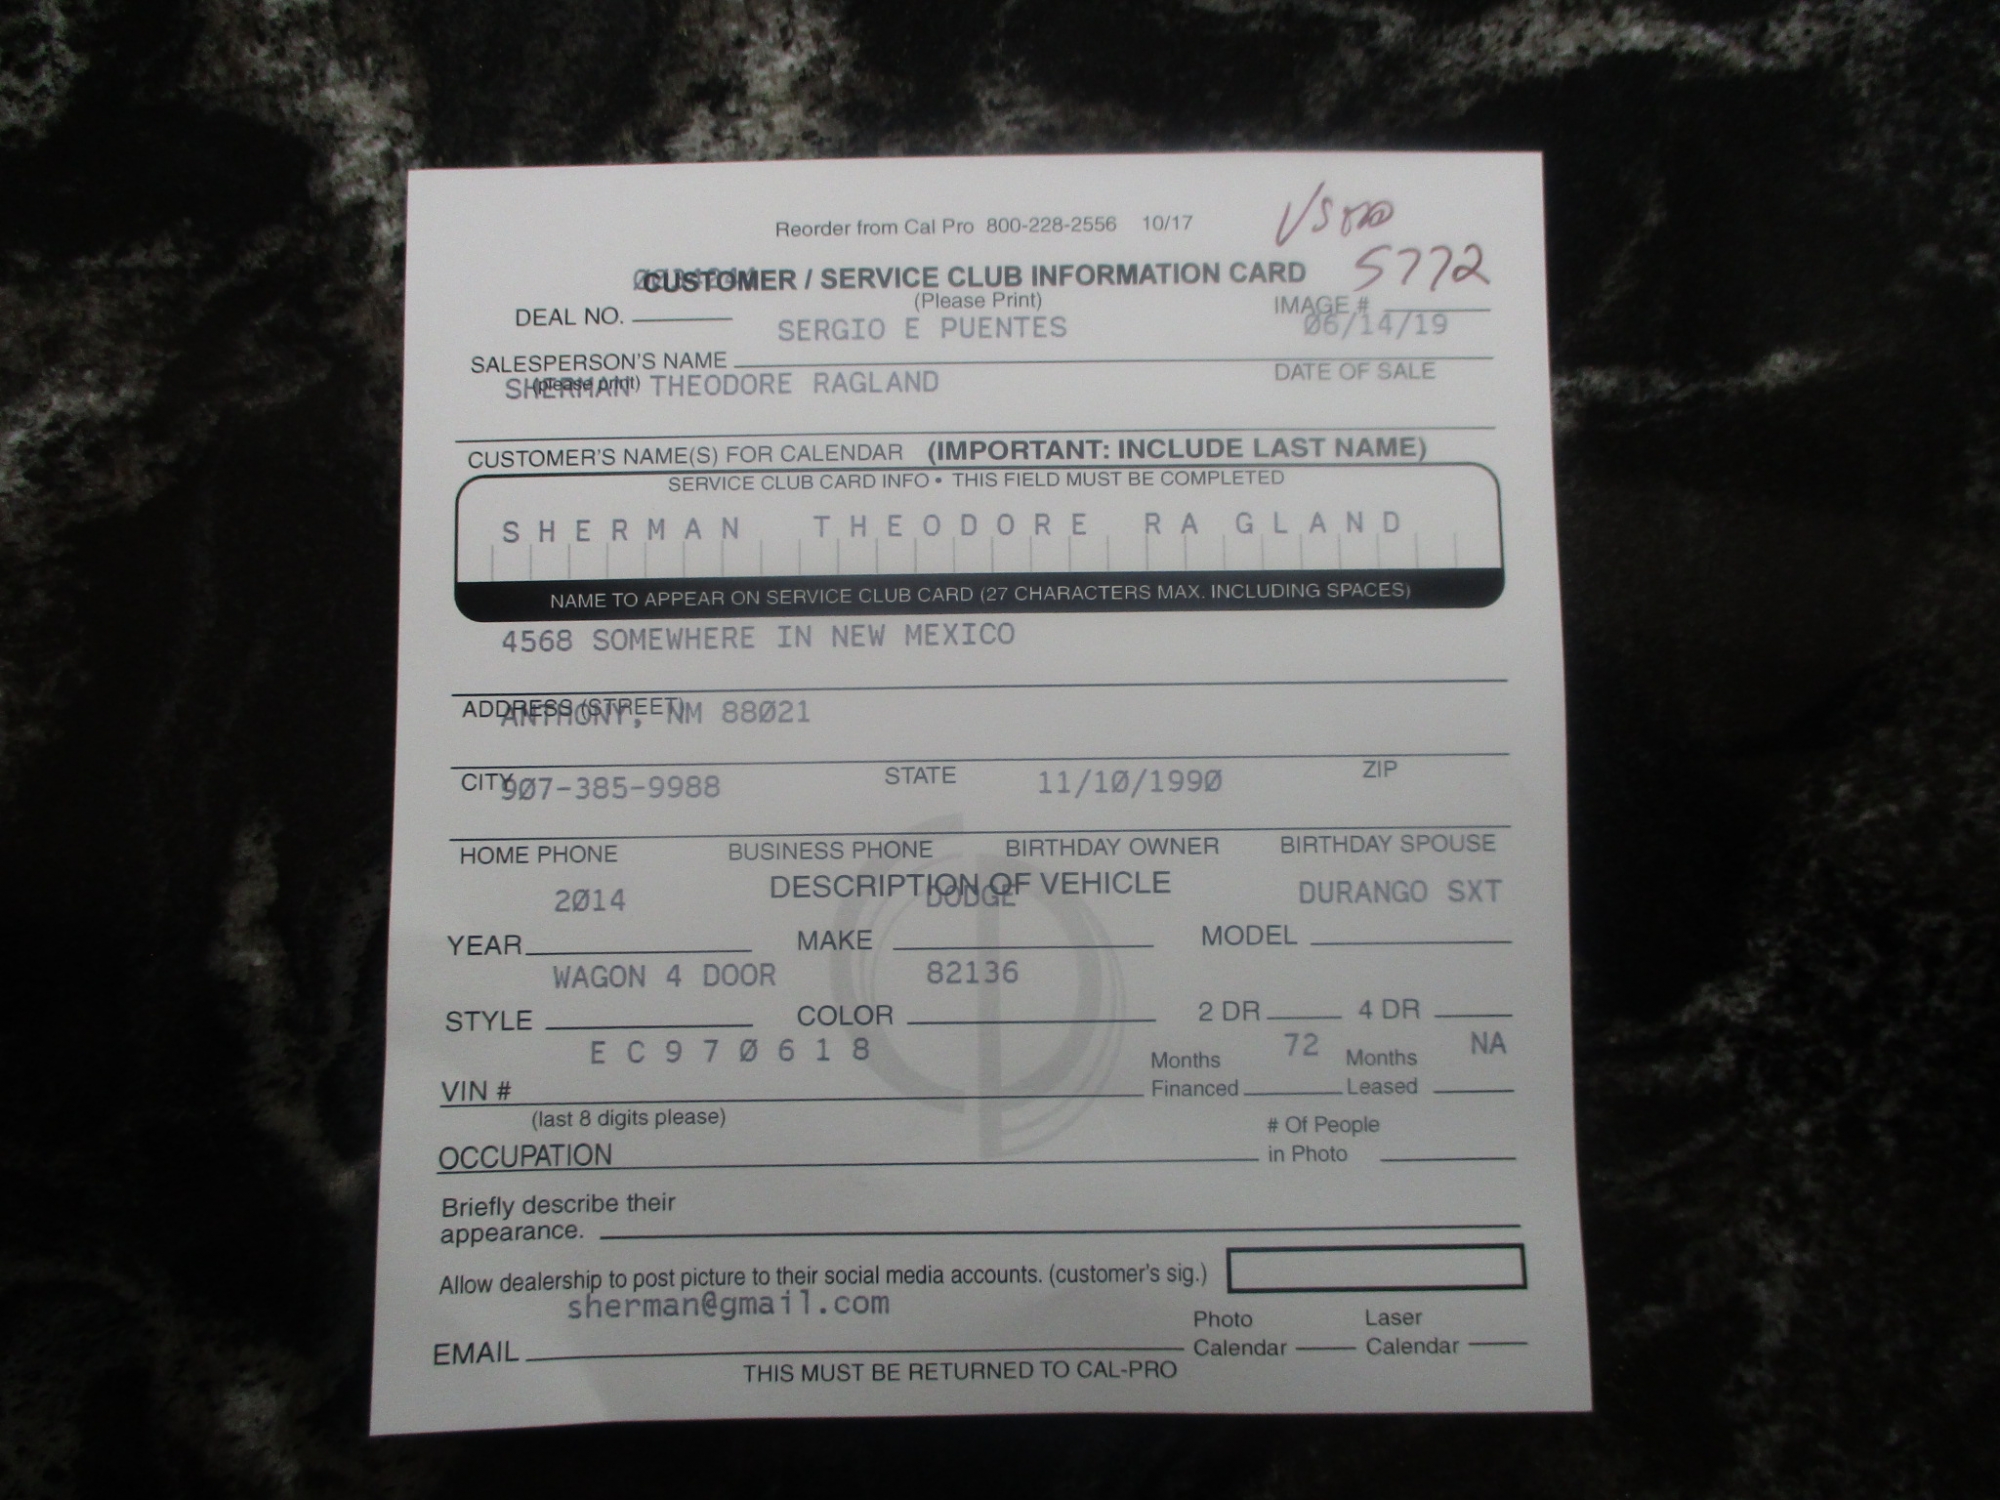 Reorder from Cal Pro 800-228-2556 10/17
Used
5772
CUSTOMER / SERVICE CLUB INFORMATION CARD
(Please Print)
DEAL NO.
IMAGE #
SERGIO E PUENTES
06/14/19
SALESPERSON'S NAME
DATE OF SALE
(please print)
SHERMAN THEODORE RAGLAND
CUSTOMER'S NAME(S) FOR CALENDAR (IMPORTANT: INCLUDE LAST NAME)
SERVICE CLUB CARD INFO • THIS FIELD MUST BE COMPLETED
SHERMAN THEODORE RAGLAND
NAME TO APPEAR ON SERVICE CLUB CARD (27 CHARACTERS MAX. INCLUDING SPACES)
4568 SOMEWHERE IN NEW MEXICO
ADDRESS (STREET)
ANTHONY, NM 88021
CITY STATE ZIP
907-385-9988 11/10/1990
HOME PHONE BUSINESS PHONE BIRTHDAY OWNER BIRTHDAY SPOUSE
DESCRIPTION OF VEHICLE
2014 DODGE DURANGO SXT
YEAR MAKE MODEL
WAGON 4 DOOR 82136
STYLE COLOR 2 DR 4 DR
EC970618 72 NA
VIN # Months Financed Months Leased
(last 8 digits please)
OCCUPATION # Of People in Photo
Briefly describe their
appearance.
Allow dealership to post picture to their social media accounts. (customer's sig.)
sherman@gmail.com
EMAIL Photo Calendar Laser Calendar
THIS MUST BE RETURNED TO CAL-PRO